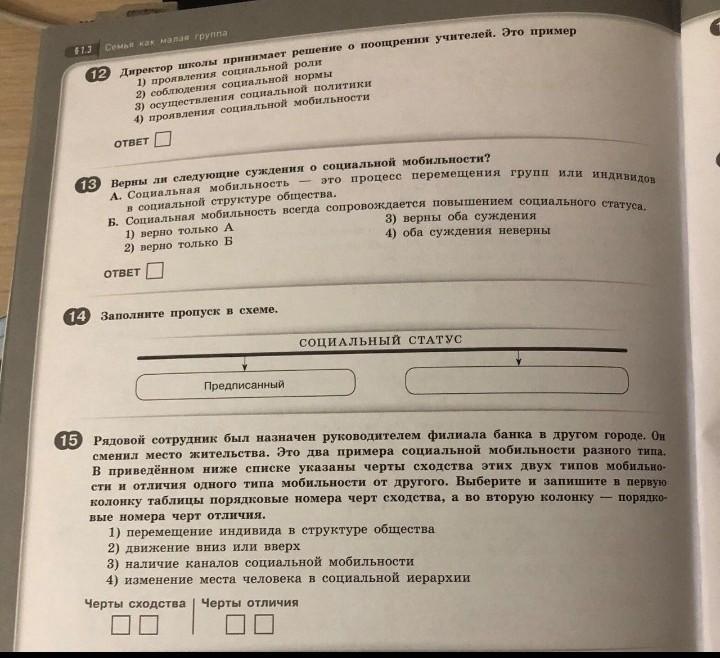 §1.3 Семья как малая группа
12 Директор школы принимает решение о поощрении учителей. Это пример
1) проявления социальной роли
2) соблюдения социальной нормы
3) осуществления социальной политики
4) проявления социальной мобильности
ОТВЕТ
13 Верны ли следующие суждения о социальной мобильности?
А. Социальная мобильность — это процесс перемещения групп или индивидов
в социальной структуре общества.
Б. Социальная мобильность всегда сопровождается повышением социального статуса.
1) верно только А 3) верны оба суждения
2) верно только Б 4) оба суждения неверны
ОТВЕТ
14 Заполните пропуск в схеме.
СОЦИАЛЬНЫЙ СТАТУС
Предписанный
15 Рядовой сотрудник был назначен руководителем филиала банка в другом городе. Он
сменил место жительства. Это два примера социальной мобильности разного типа.
В приведённом ниже списке указаны черты сходства этих двух типов мобильно-
сти и отличия одного типа мобильности от другого. Выберите и запишите в первую
колонку таблицы порядковые номера черт сходства, а во вторую колонку — порядко-
вые номера черт отличия.
1) перемещение индивида в структуре общества
2) движение вниз или вверх
3) наличие каналов социальной мобильности
4) изменение места человека в социальной иерархии
Черты сходства Черты отличия